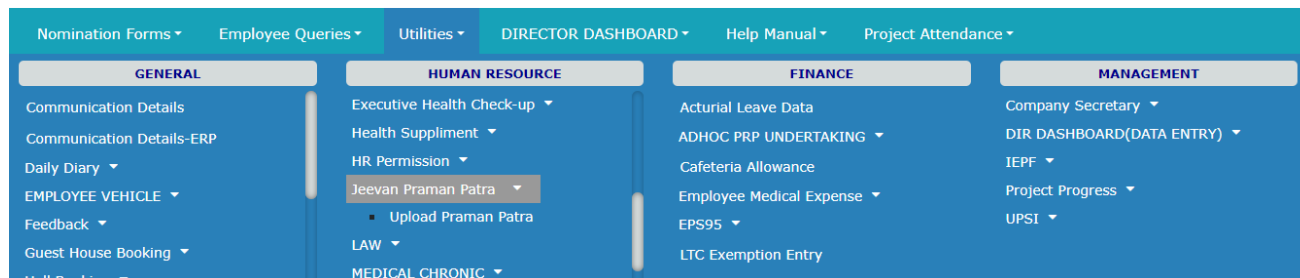 Nomination Forms Employee Queries Utilities DIRECTOR DASHBOARD Help Manual Project Attendance
GENERAL
Communication Details
Communication Details-ERP
Daily Diary
EMPLOYEE VEHICLE
Feedback
Guest House Booking
HUMAN RESOURCE
Executive Health Check-up
Health Suppliment
HR Permission
Jeevan Praman Patra
Upload Praman Patra
LAW
MEDICAL CHRONIC
FINANCE
Acturial Leave Data
ADHOC PRP UNDERTAKING
Cafeteria Allowance
Employee Medical Expense
EPS95
LTC Exemption Entry
MANAGEMENT
Company Secretary
DIR DASHBOARD(DATA ENTRY)
IEPF
Project Progress
UPSI